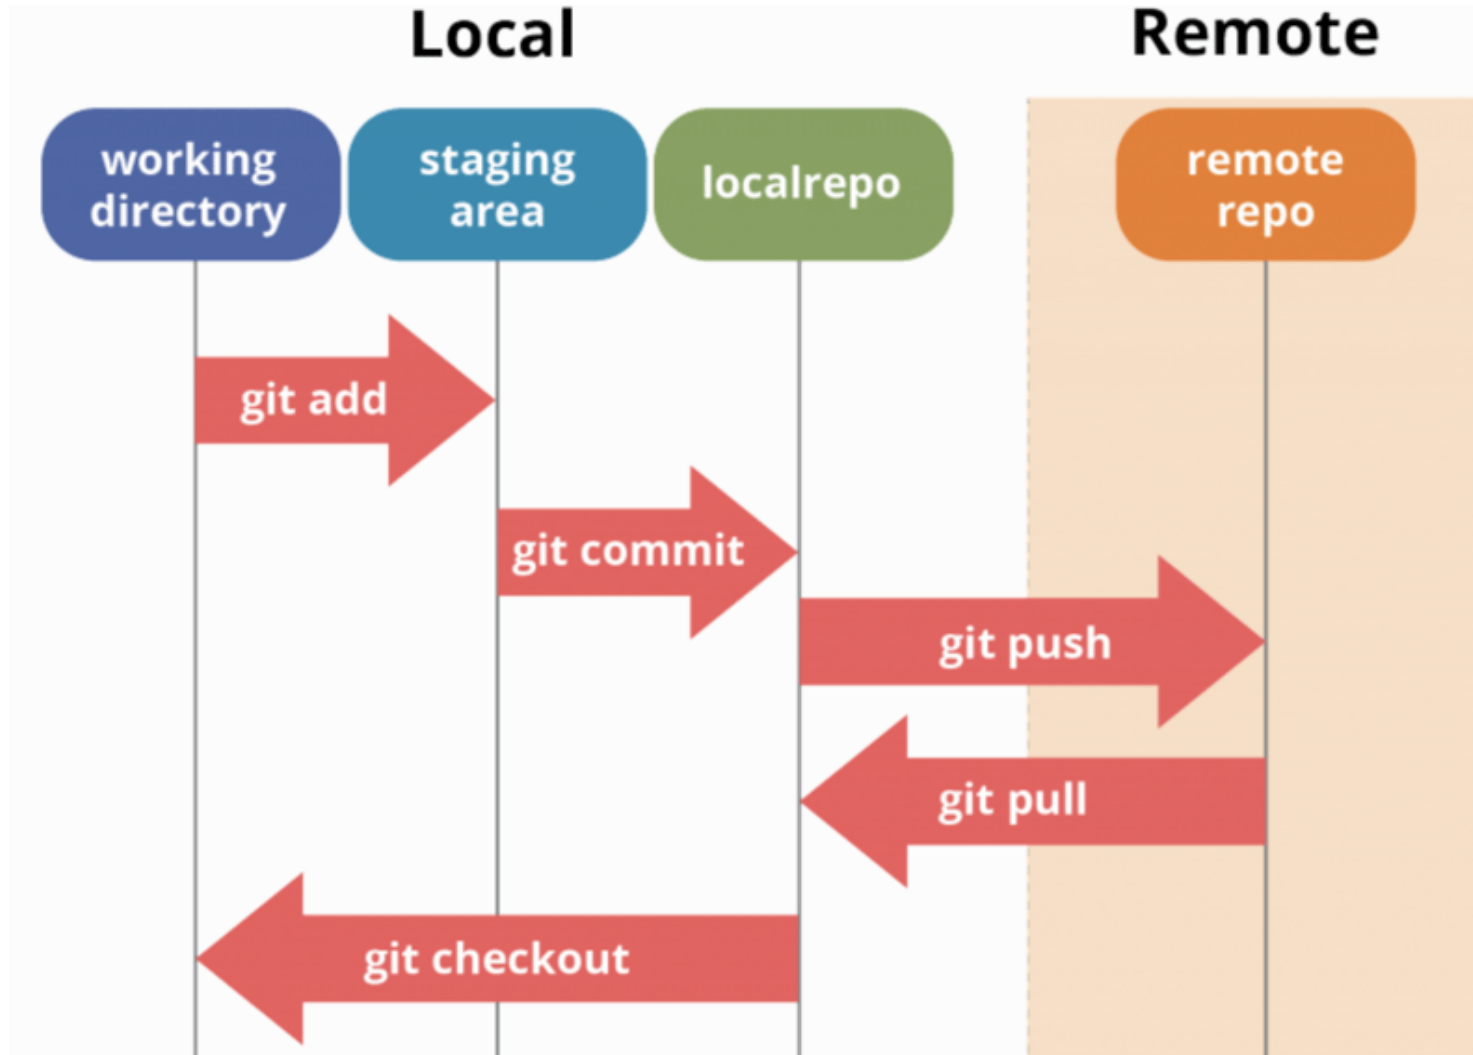 Local
Remote
working
directory
staging
area
localrepo
remote
repo
git add
git commit
git push
git pull
git checkout